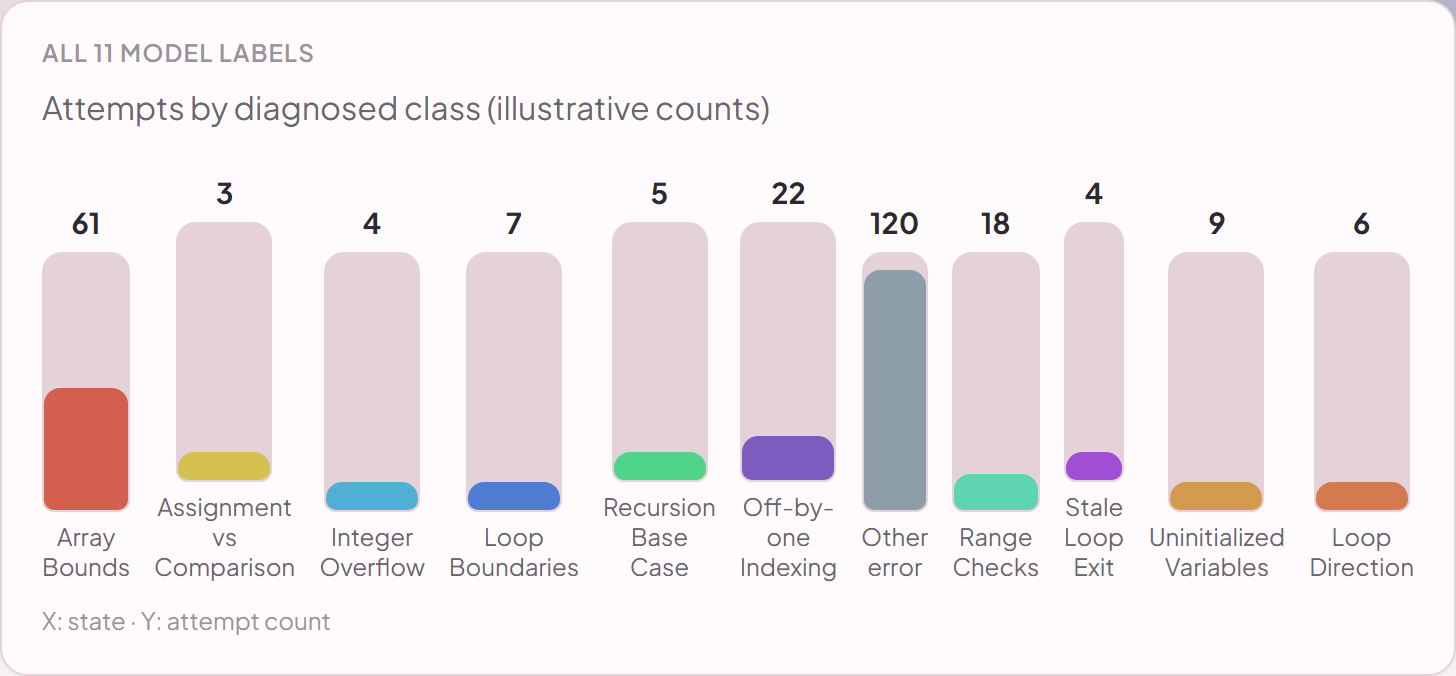 ALL 11 MODEL LABELS
Attempts by diagnosed class (illustrative counts)
61
3
4
7
5
22
120
18
4
9
6
Array
Bounds
Assignment
vs
Comparison
Integer
Overflow
Loop
Boundaries
Recursion
Base
Case
Off-by-
one
Indexing
Other
error
Range
Checks
Stale
Loop
Exit
Uninitialized
Variables
Loop
Direction
X: state · Y: attempt count